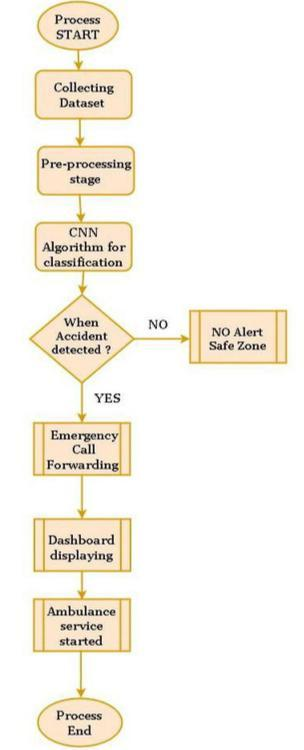 Process
START
Collecting
Dataset
Pre-processing
stage
CNN
Algorithm for
classification
When
Accident
detected ?
NO
NO Alert
Safe Zone
YES
Emergency
Call
Forwarding
Dashboard
displaying
Ambulance
service
started
Process
End